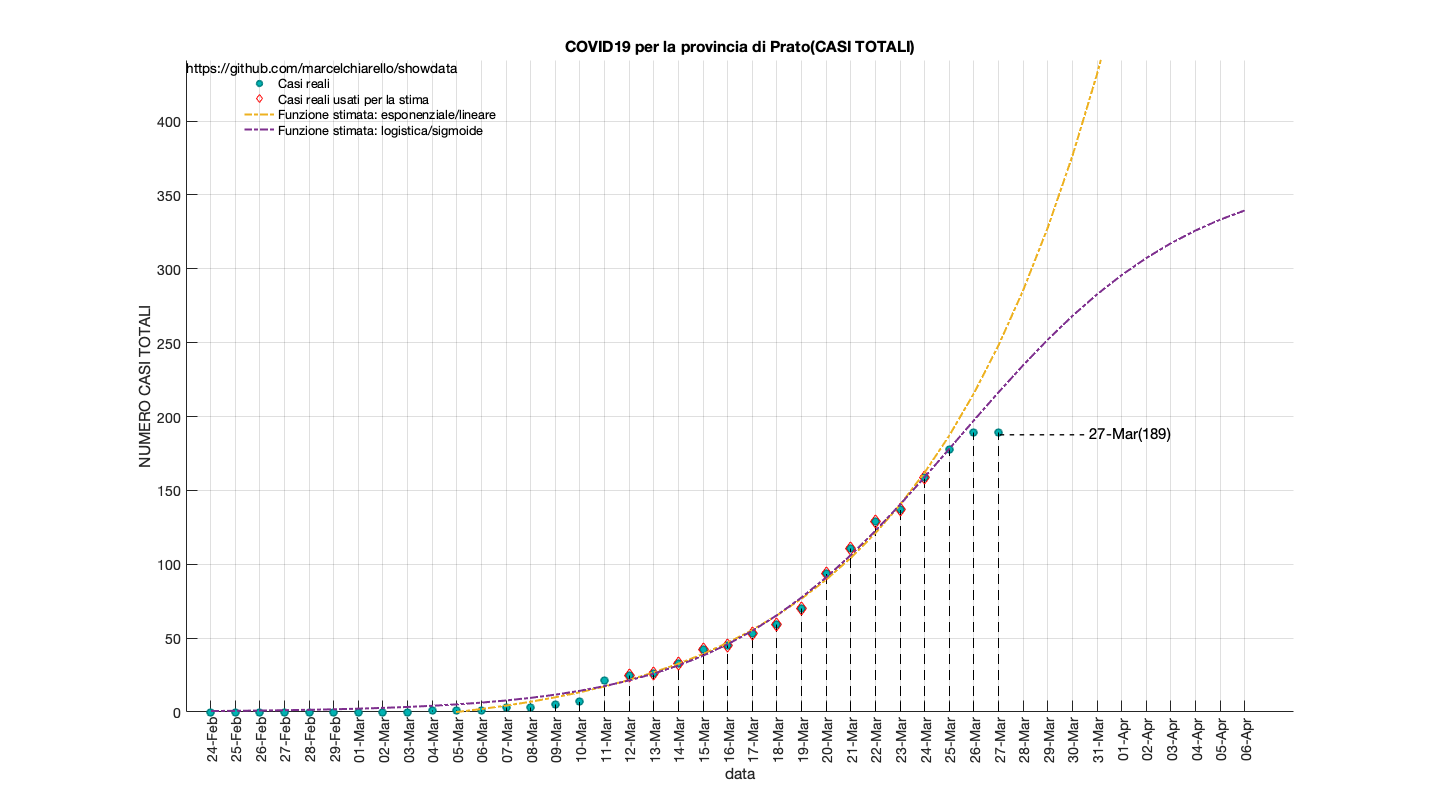 COVID19 per la provincia di Prato(CASI TOTALI)
https://github.com/marcelchiarello/showdata
Casi reali
Casi reali usati per la stima
Funzione stimata: esponenziale/lineare
Funzione stimata: logistica/sigmoide
NUMERO CASI TOTALI
400
350
300
250
200
150
100
50
0
27-Mar(189)
24-Feb
25-Feb
26-Feb
27-Feb
28-Feb
29-Feb
01-Mar
02-Mar
03-Mar
04-Mar
05-Mar
06-Mar
07-Mar
08-Mar
09-Mar
10-Mar
11-Mar
12-Mar
13-Mar
14-Mar
15-Mar
16-Mar
17-Mar
18-Mar
19-Mar
20-Mar
21-Mar
22-Mar
23-Mar
24-Mar
25-Mar
26-Mar
27-Mar
28-Mar
29-Mar
30-Mar
31-Mar
01-Apr
02-Apr
03-Apr
04-Apr
05-Apr
06-Apr
data